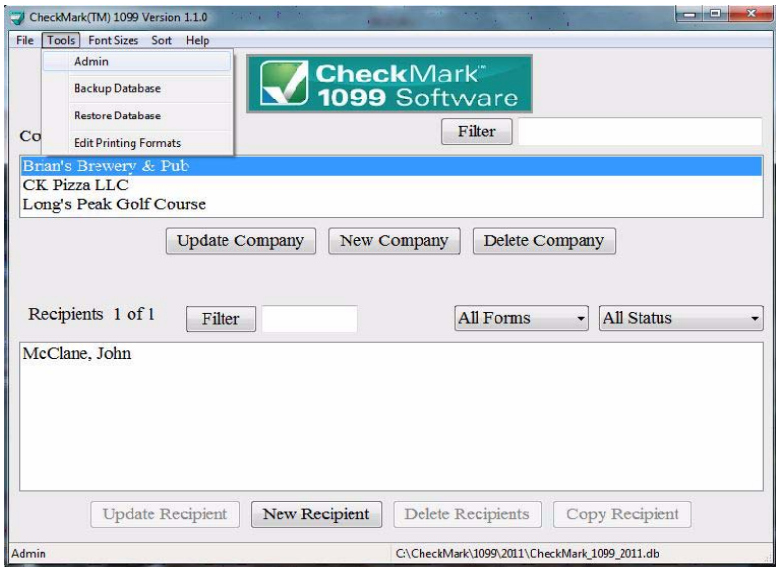 CheckMark(TM) 1099 Version 1.1.0
File Tools Font Sizes Sort Help
Admin
Backup Database
Restore Database
Edit Printing Formats
CheckMark™
1099 Software
Co
Filter
Brian's Brewery & Pub
CK Pizza LLC
Long's Peak Golf Course
Update Company New Company Delete Company
Recipients 1 of 1 Filter All Forms All Status
McClane, John
Update Recipient New Recipient Delete Recipients Copy Recipient
Admin C:\CheckMark\1099\2011\CheckMark_1099_2011.db